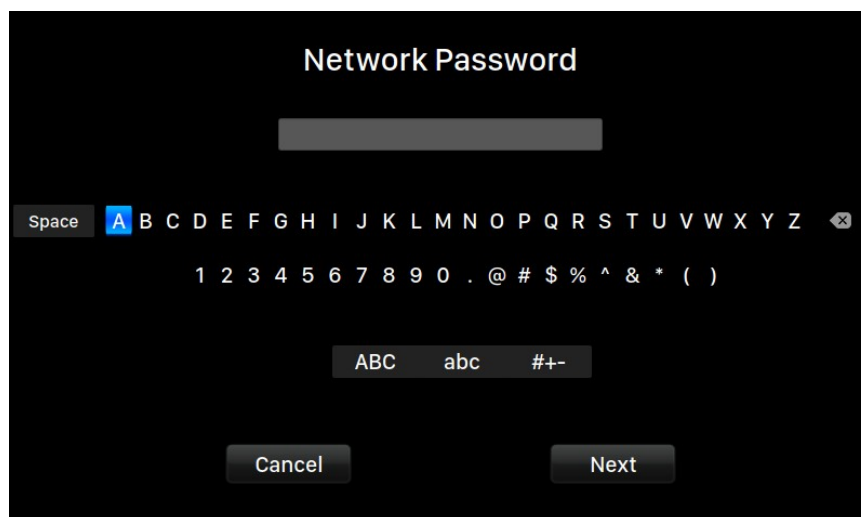 Network Password
Space A B C D E F G H I J K L M N O P Q R S T U V W X Y Z
1 2 3 4 5 6 7 8 9 0 . @ # $ % ^ & * ( )
ABC abc #+-
Cancel Next